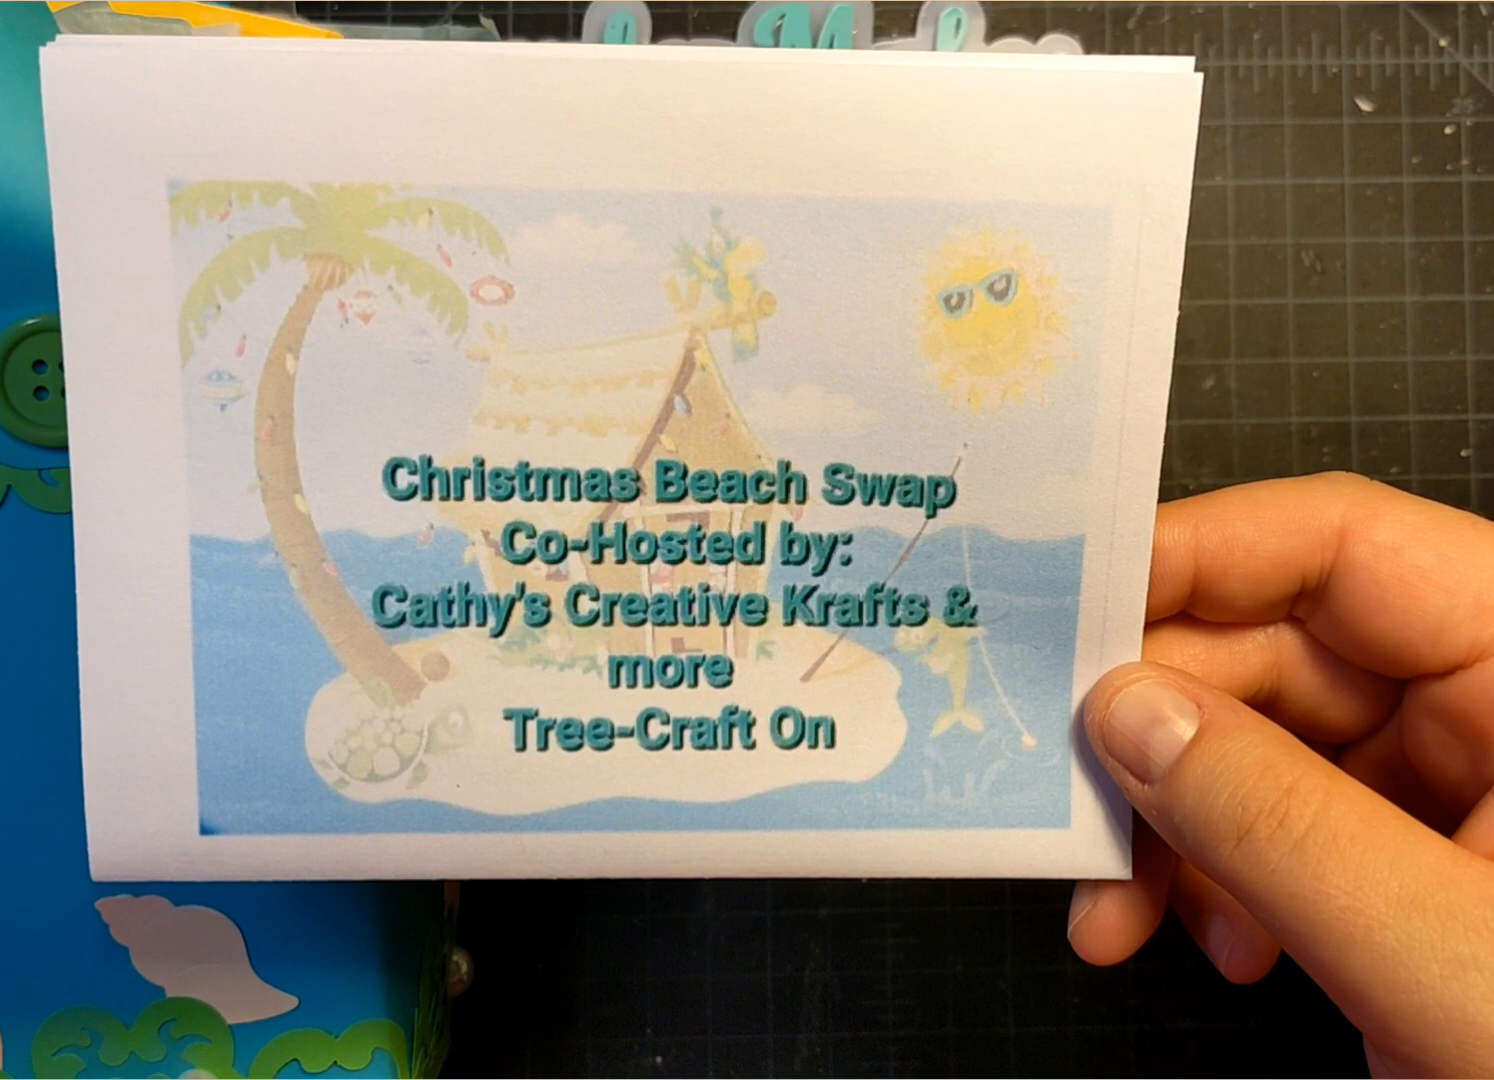 Christmas Beach Swap
Co-Hosted by:
Cathy's Creative Krafts &
more
Tree-Craft On